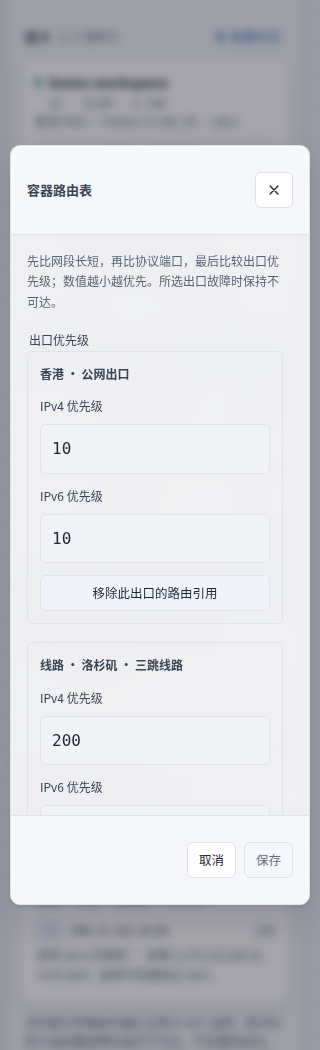 容器路由表
先比网段长短，再比协议端口，最后比较出口优
先级；数值越小越优先。所选出口故障时保持不
可达。
出口优先级
香港 · 公网出口
IPv4 优先级
10
IPv6 优先级
10
移除此出口的路由引用
线路 · 洛杉矶 · 三跳线路
IPv4 优先级
200
IPv6 优先级
取消
保存